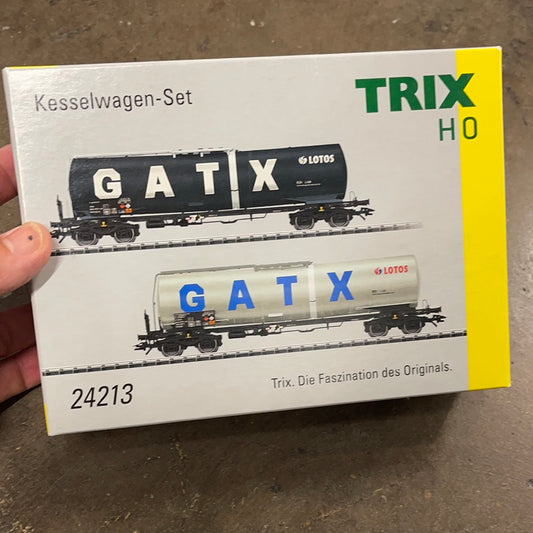 Kesselwagen-Set
TRIX
H0
GATX
LOTOS
GATX
LOTOS
24213
Trix. Die Faszination des Originals.